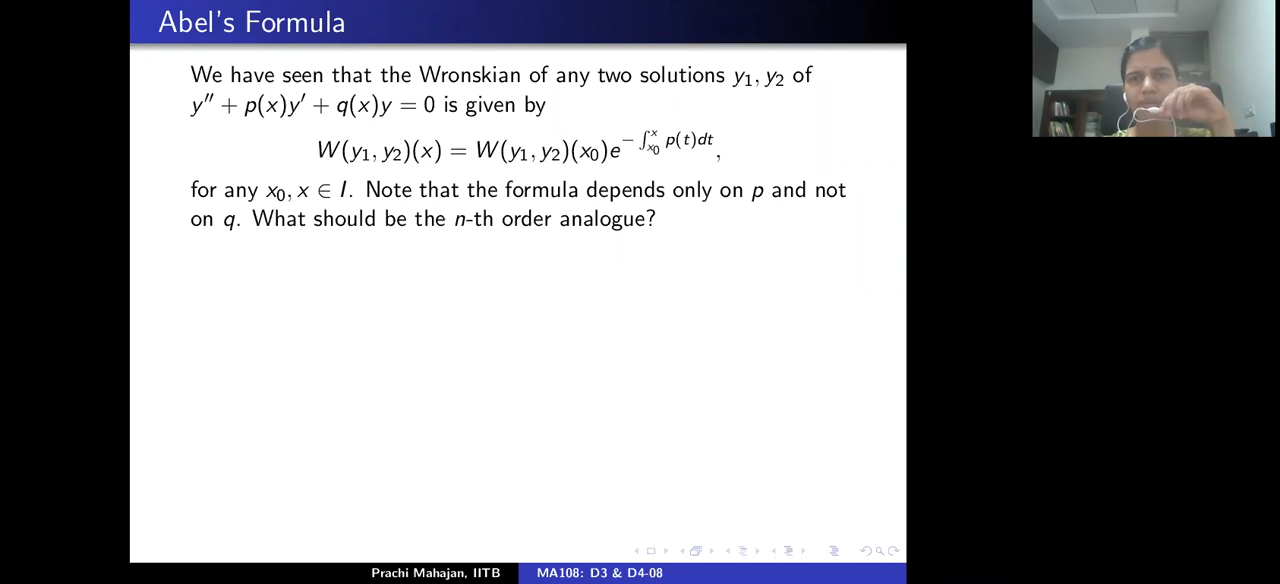 Abel's Formula
We have seen that the Wronskian of any two solutions y₁, y₂ of
y″ + p(x)y′ + q(x)y = 0 is given by
W(y₁, y₂)(x) = W(y₁, y₂)(x₀)e^{− ∫_{x₀}^{x} p(t)dt},
for any x₀, x ∈ I. Note that the formula depends only on p and not
on q. What should be the n-th order analogue?
Prachi Mahajan, IITB MA108: D3 & D4-08